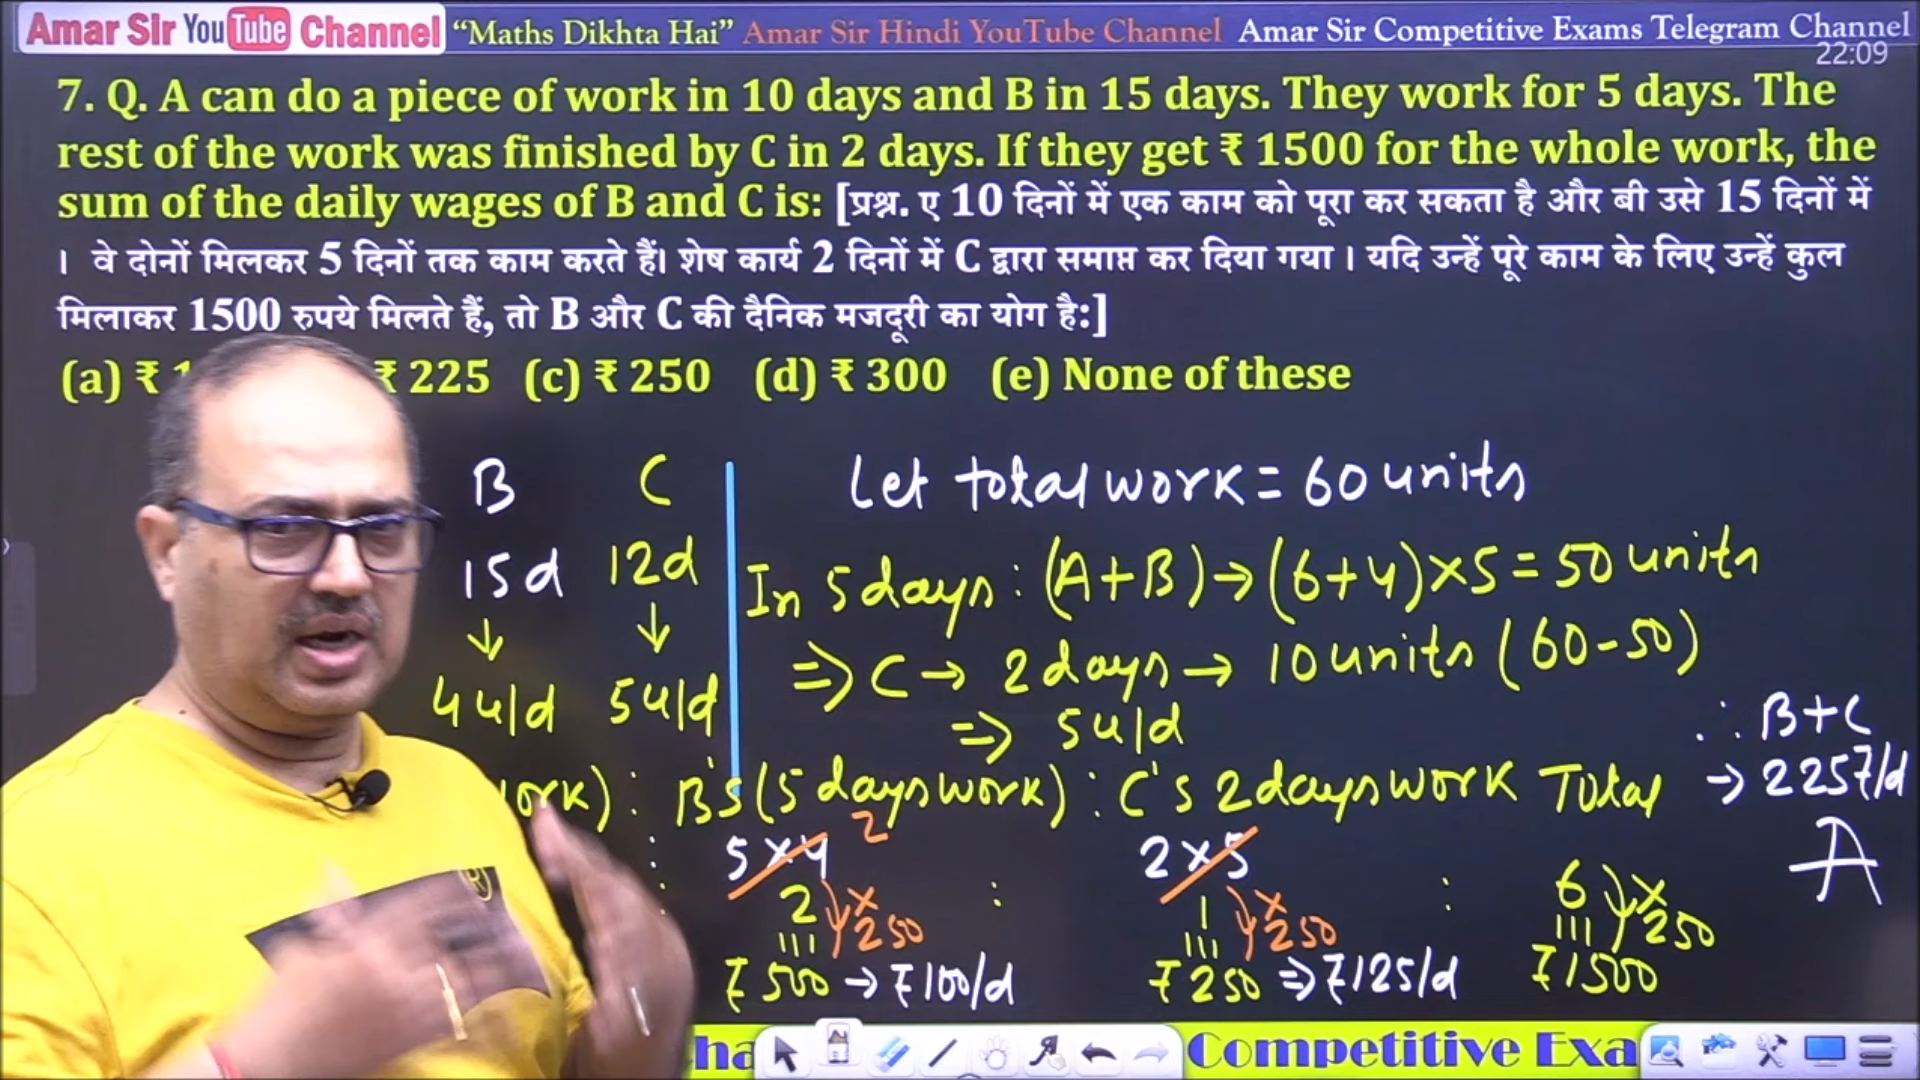 Amar Sir YouTube Channel "Maths Dikhta Hai" Amar Sir Hindi YouTube Channel Amar Sir Competitive Exams Telegram Channel
22:09
7. Q. A can do a piece of work in 10 days and B in 15 days. They work for 5 days. The
rest of the work was finished by C in 2 days. If they get ₹ 1500 for the whole work, the
sum of the daily wages of B and C is: [प्रश्न. ए 10 दिनों में एक काम को पूरा कर सकता है और बी उसे 15 दिनों में
। वे दोनों मिलकर 5 दिनों तक काम करते हैं। शेष कार्य 2 दिनों में C द्वारा समाप्त कर दिया गया । यदि उन्हें पूरे काम के लिए उन्हें कुल
मिलाकर 1500 रुपये मिलते हैं, तो B और C की दैनिक मजदूरी का योग है:]
(a) ₹ ₹ 225 (c) ₹ 250 (d) ₹ 300 (e) None of these
B C Let total work = 60 units
15d 12d In 5 days : (A+B) → (6+4)×5 = 50 units
↓ ↓ ⇒ C → 2 days → 10 units (60-50)
4u/d 5u/d ⇒ 5u/d
∴ B+C
→ 225₹/d
ork) : B's (5 days work) : C's 2 days work Total
: 5×4 2 2×5 A
: 2 ×250 : 1 ×250 : 6 ×250
₹500 → ₹100/d ₹250 ⇒ ₹125/d ₹1500
Competitive Exa